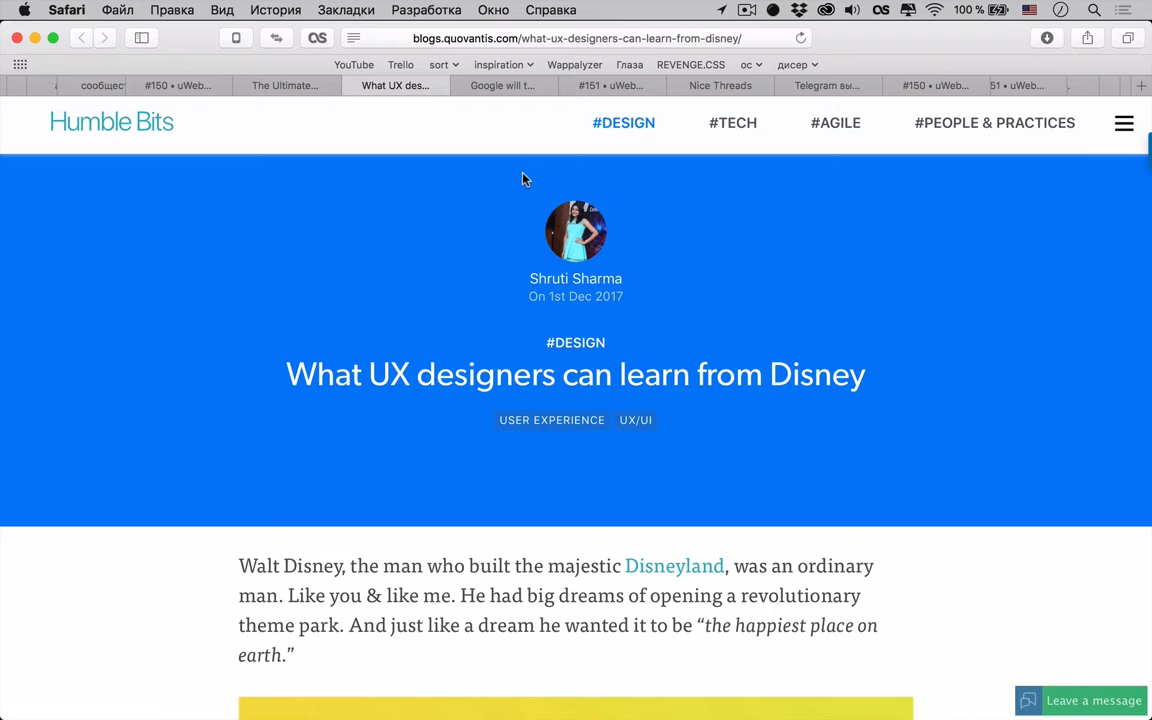 Safari Файл Правка Вид История Закладки Разработка Окно Справка 100 %
blogs.quovantis.com/what-ux-designers-can-learn-from-disney/
YouTube Trello sort inspiration Wappalyzer Глаза REVENGE.CSS ос дисер
сообщес #150 • uWeb... The Ultimate... What UX des... Google will t... #151 • uWeb... Nice Threads Telegram вы... #150 • uWeb... 51 • uWeb...
Humble Bits #DESIGN #TECH #AGILE #PEOPLE & PRACTICES
Shruti Sharma
On 1st Dec 2017
#DESIGN
What UX designers can learn from Disney
USER EXPERIENCE UX/UI
Walt Disney, the man who built the majestic Disneyland, was an ordinary
man. Like you & like me. He had big dreams of opening a revolutionary
theme park. And just like a dream he wanted it to be “the happiest place on
earth.”
Leave a message